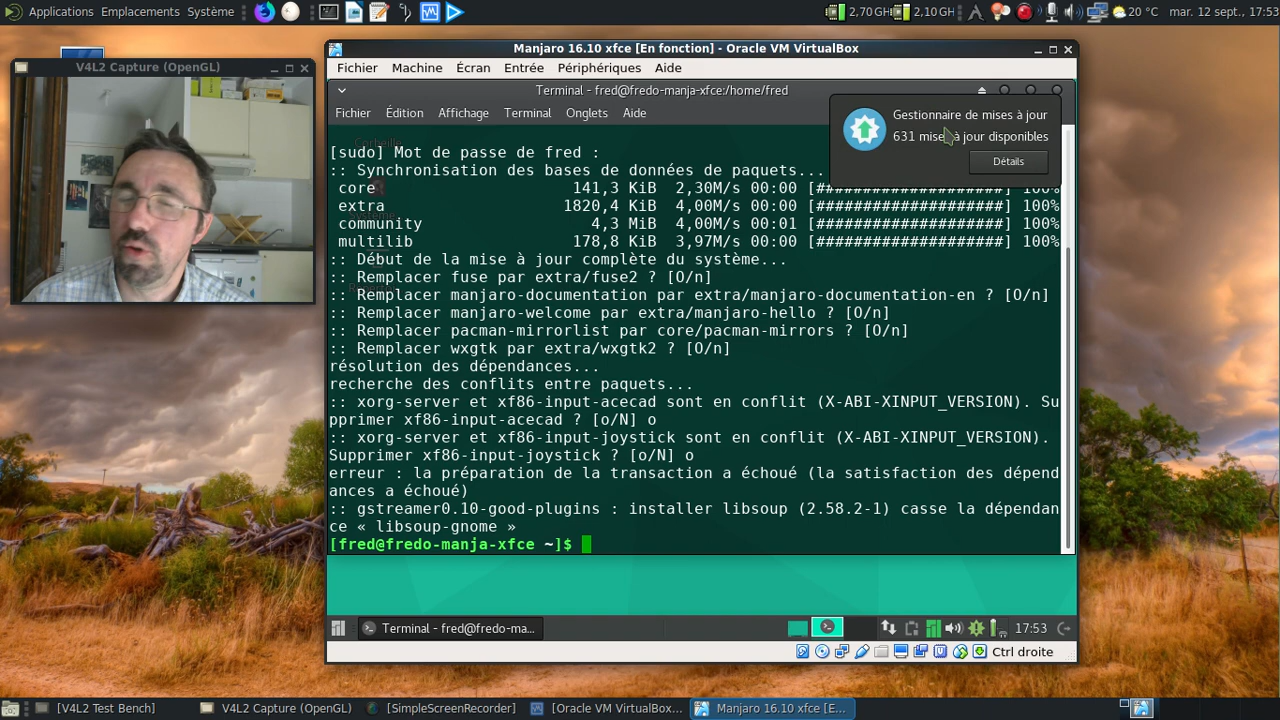 Applications Emplacements Système
2,70 GH 2,10 GH 20 °C mar. 12 sept., 17:53
V4L2 Capture (OpenGL)
Manjaro 16.10 xfce [En fonction] - Oracle VM VirtualBox
Fichier Machine Écran Entrée Périphériques Aide
Terminal - fred@fredo-manja-xfce:/home/fred
Fichier Édition Affichage Terminal Onglets Aide
Gestionnaire de mises à jour
631 mises à jour disponibles
Détails
Corbeille
[sudo] Mot de passe de fred :
:: Synchronisation des bases de données de paquets...
core 141,3 KiB 2,30M/s 00:00 [####################] 100%
extra 1820,4 KiB 4,00M/s 00:00 [####################] 100%
community 4,3 MiB 4,00M/s 00:01 [####################] 100%
multilib 178,8 KiB 3,97M/s 00:00 [####################] 100%
:: Début de la mise à jour complète du système...
:: Remplacer fuse par extra/fuse2 ? [O/n]
:: Remplacer manjaro-documentation par extra/manjaro-documentation-en ? [O/n]
:: Remplacer manjaro-welcome par extra/manjaro-hello ? [O/n]
:: Remplacer pacman-mirrorlist par core/pacman-mirrors ? [O/n]
:: Remplacer wxgtk par extra/wxgtk2 ? [O/n]
résolution des dépendances...
recherche des conflits entre paquets...
:: xorg-server et xf86-input-acecad sont en conflit (X-ABI-XINPUT_VERSION). Su
pprimer xf86-input-acecad ? [o/N] o
:: xorg-server et xf86-input-joystick sont en conflit (X-ABI-XINPUT_VERSION).
Supprimer xf86-input-joystick ? [o/N] o
erreur : la préparation de la transaction a échoué (la satisfaction des dépend
ances a échoué)
:: gstreamer0.10-good-plugins : installer libsoup (2.58.2-1) casse la dépendan
ce « libsoup-gnome »
[fred@fredo-manja-xfce ~]$
Terminal - fred@fredo-ma... 17:53
Ctrl droite
[V4L2 Test Bench] V4L2 Capture (OpenGL) [SimpleScreenRecorder] [Oracle VM VirtualBox... Manjaro 16.10 xfce [E...